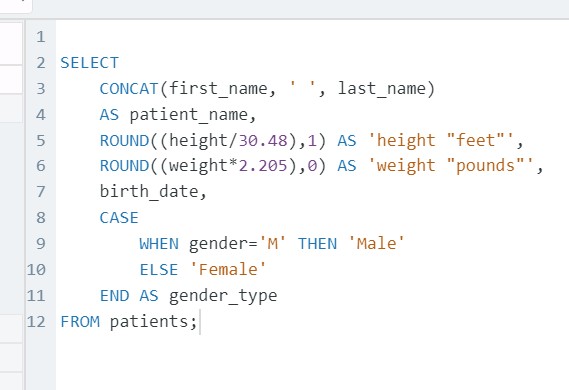 1
2 SELECT
3     CONCAT(first_name, ' ', last_name)
4     AS patient_name,
5     ROUND((height/30.48),1) AS 'height "feet"',
6     ROUND((weight*2.205),0) AS 'weight "pounds"',
7     birth_date,
8     CASE
9         WHEN gender='M' THEN 'Male'
10         ELSE 'Female'
11     END AS gender_type
12 FROM patients;